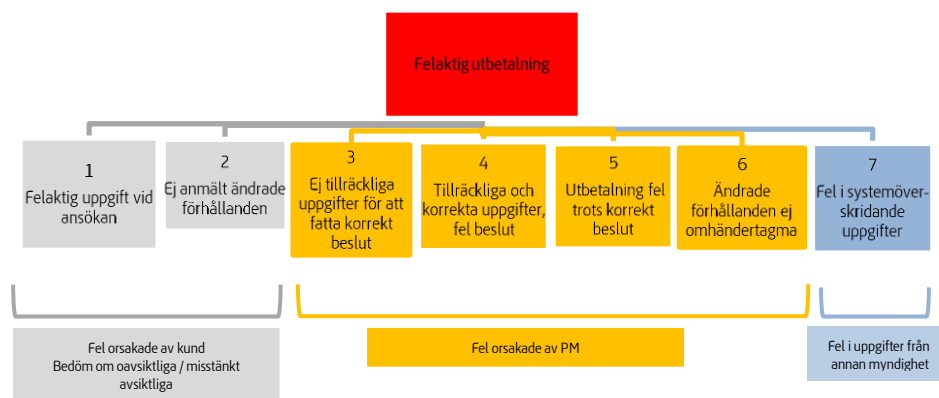 Felaktig utbetalning
1
Felaktig uppgift vid
ansökan
2
Ej anmält ändrade
förhållanden
3
Ej tillräckliga
uppgifter för att
fatta korrekt
beslut
4
Tillräckliga och
korrekta uppgifter,
fel beslut
5
Utbetalning fel
trots korrekt
beslut
6
Ändrade
förhållanden ej
omhändertagma
7
Fel i systemöver-
skridande
uppgifter
Fel orsakade av kund
Bedöm om oavsiktliga / misstänkt
avsiktliga
Fel orsakade av PM
Fel i uppgifter från
annan myndighet